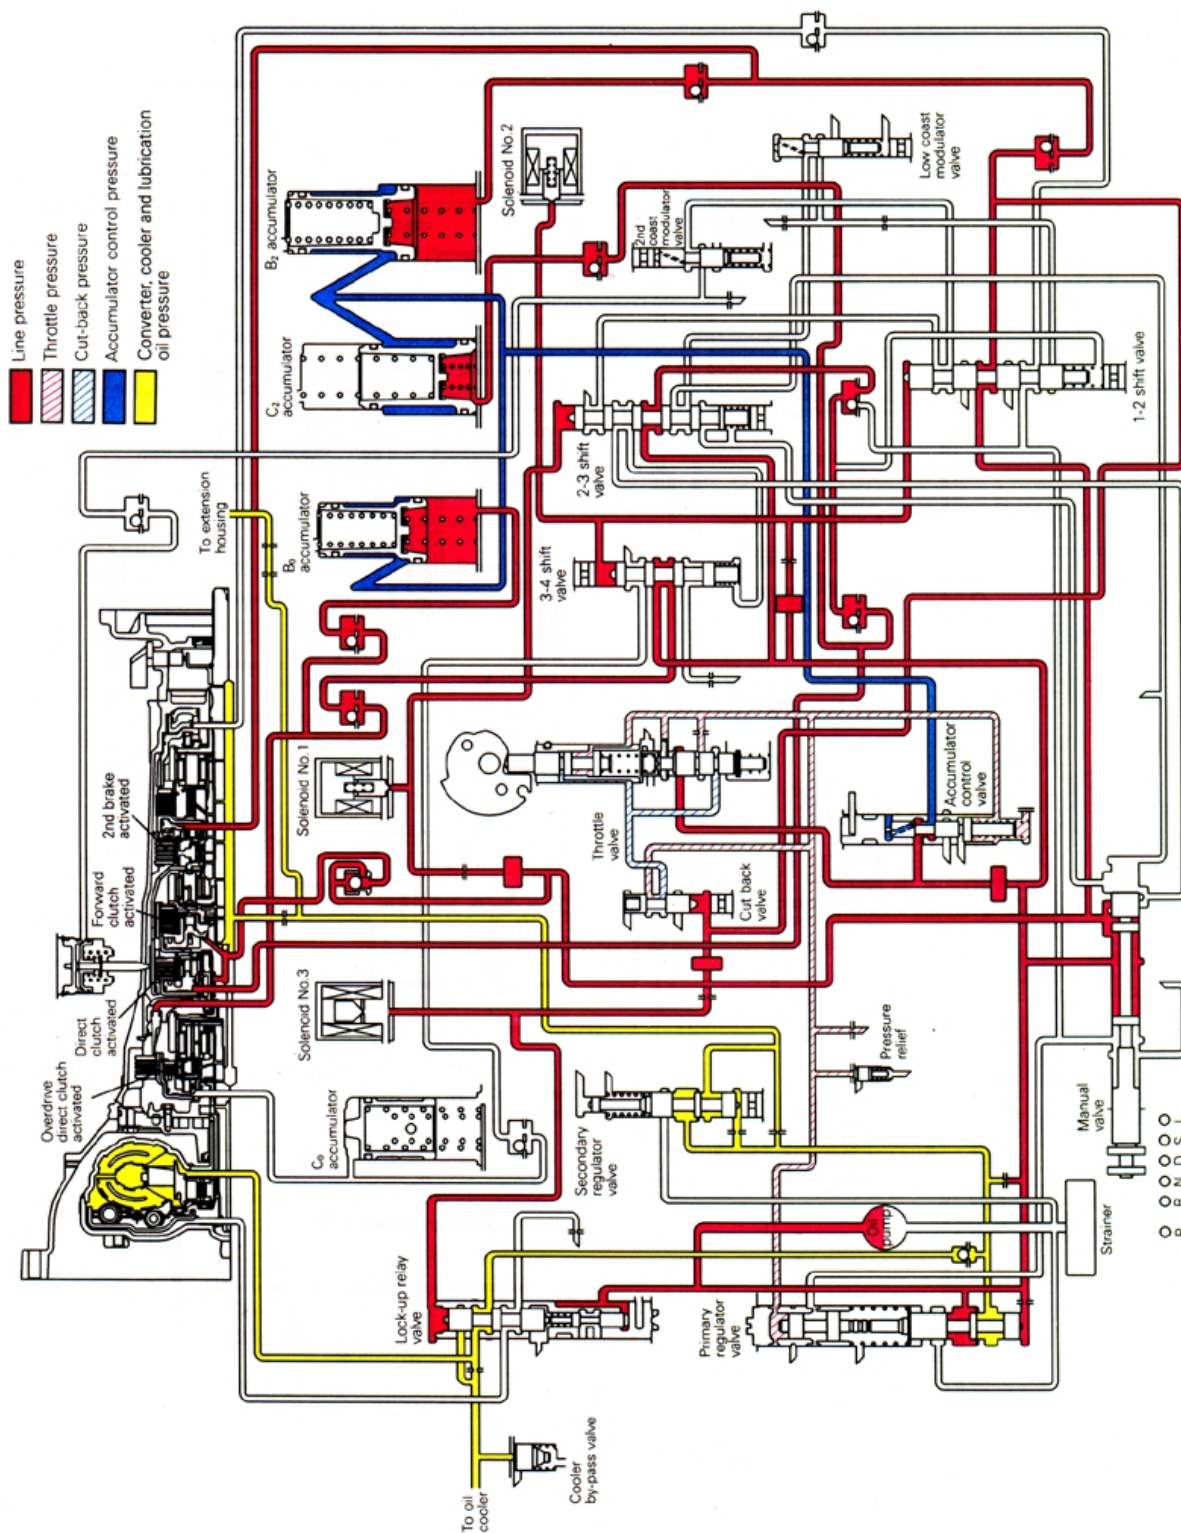 Line pressure
Throttle pressure
Cut-back pressure
Accumulator control pressure
Converter, cooler and lubrication
oil pressure
B2
accumulator
C2
accumulator
B0
accumulator
To extension
housing
Solenoid No.2
2nd
coast
modulator
valve
Low coast
modulator
valve
2-3 shift
valve
3-4 shift
valve
1-2 shift valve
2nd brake
activated
Forward
clutch
activated
Direct
clutch
activated
Overdrive
direct clutch
activated
Solenoid No.1
Solenoid No.3
C0
accumulator
Throttle
valve
Cut back
valve
Accumulator
control
valve
Secondary
regulator
valve
Pressure
relief
Manual
valve
Oil
pump
Strainer
Lock-up relay
valve
Primary
regulator
valve
Cooler
by-pass valve
To oil
cooler
P R N D S L